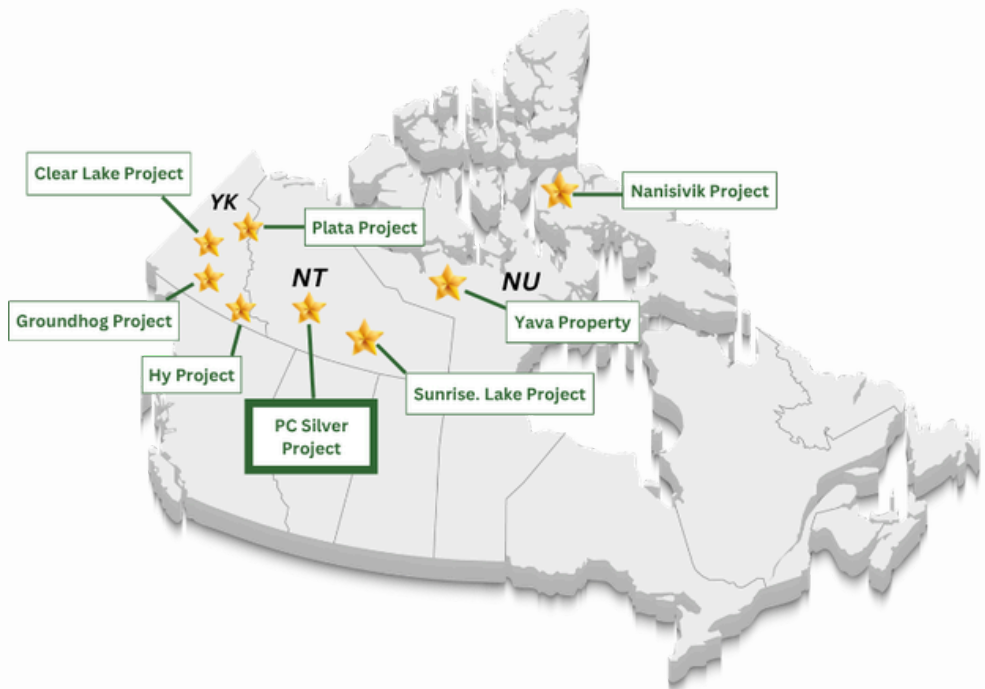 Clear Lake Project
YK
Nanisivik Project
Plata Project
NT
NU
Groundhog Project
Yava Property
Hy Project
Sunrise. Lake Project
PC Silver
Project